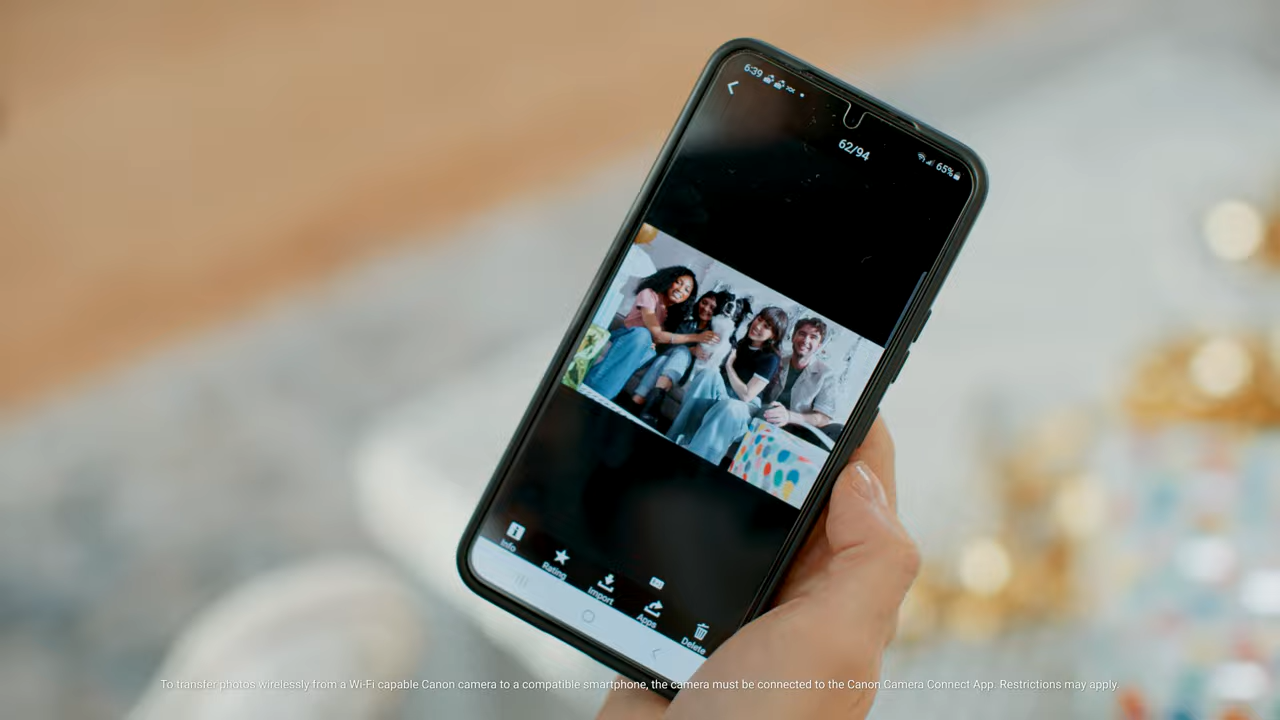 6:39
65%
62/94
Info
Rating
Import
Apps
Delete
To transfer photos wirelessly from a Wi-Fi capable Canon camera to a compatible smartphone, the camera must be connected to the Canon Camera Connect App. Restrictions may apply.